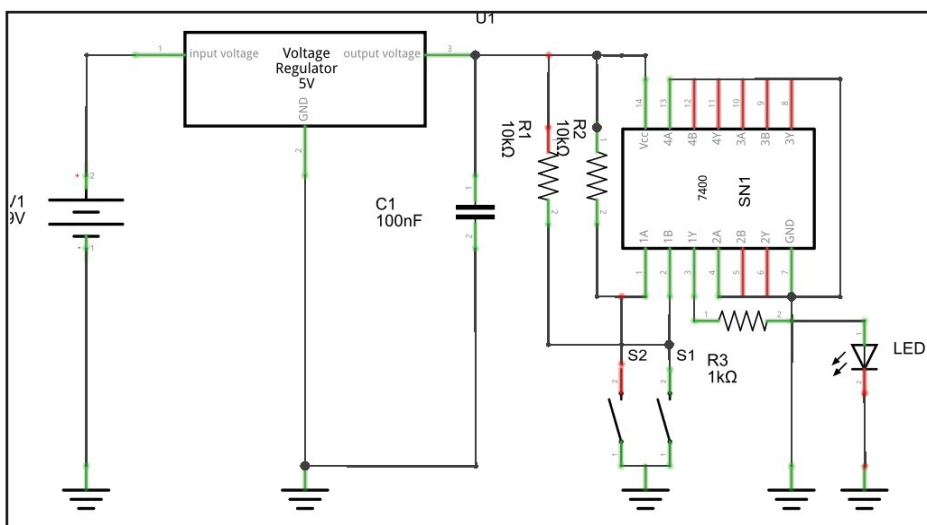 U1
1
input voltage
Voltage
Regulator
5V
output voltage
3
GND
2
+
2
V1
9V
-
1
C1
100nF
1
2
R1
10kΩ
1
2
R2
10kΩ
1
2
14
13
12
11
10
9
8
Vcc
4A
4B
4Y
3A
3B
3Y
7400
SN1
1A
1B
1Y
2A
2B
2Y
GND
1
2
3
4
5
6
7
1
2
R3
1kΩ
S2
S1
2
2
1
1
1
LED
2